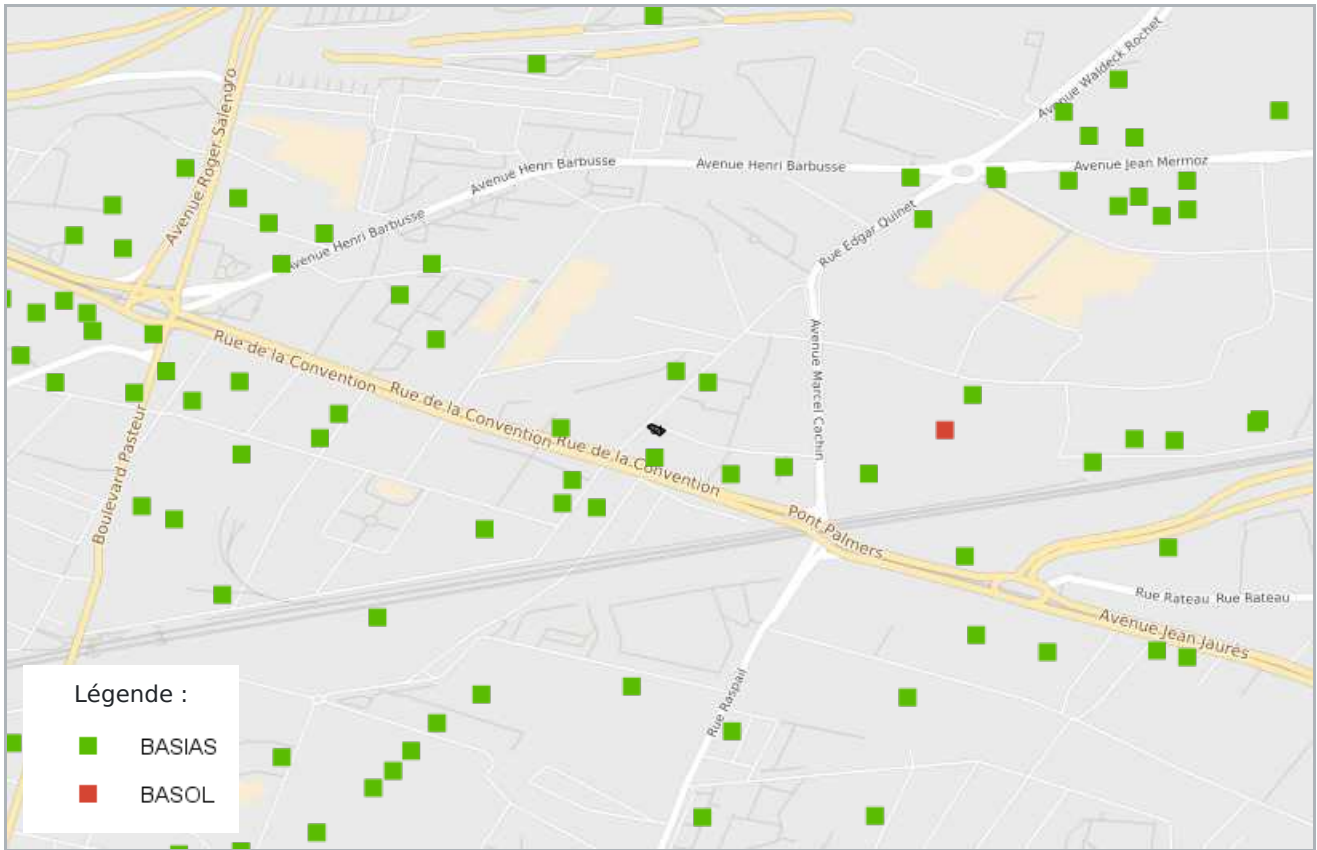 Avenue Waldeck Rochet
Avenue Roger Salengro
Avenue Henri Barbusse
Avenue Henri Barbusse
Avenue Jean Mermoz
Avenue Henri Barbusse
Rue Edgar Quinet
Avenue Marcel Cachin
Rue de la Convention
Rue de la Convention
Rue de la Convention
Boulevard Pasteur
Pont Palmers
Rue Rateau
Rue Rateau
Avenue Jean Jaurès
Rue Raspail
Légende :
BASIAS
BASOL